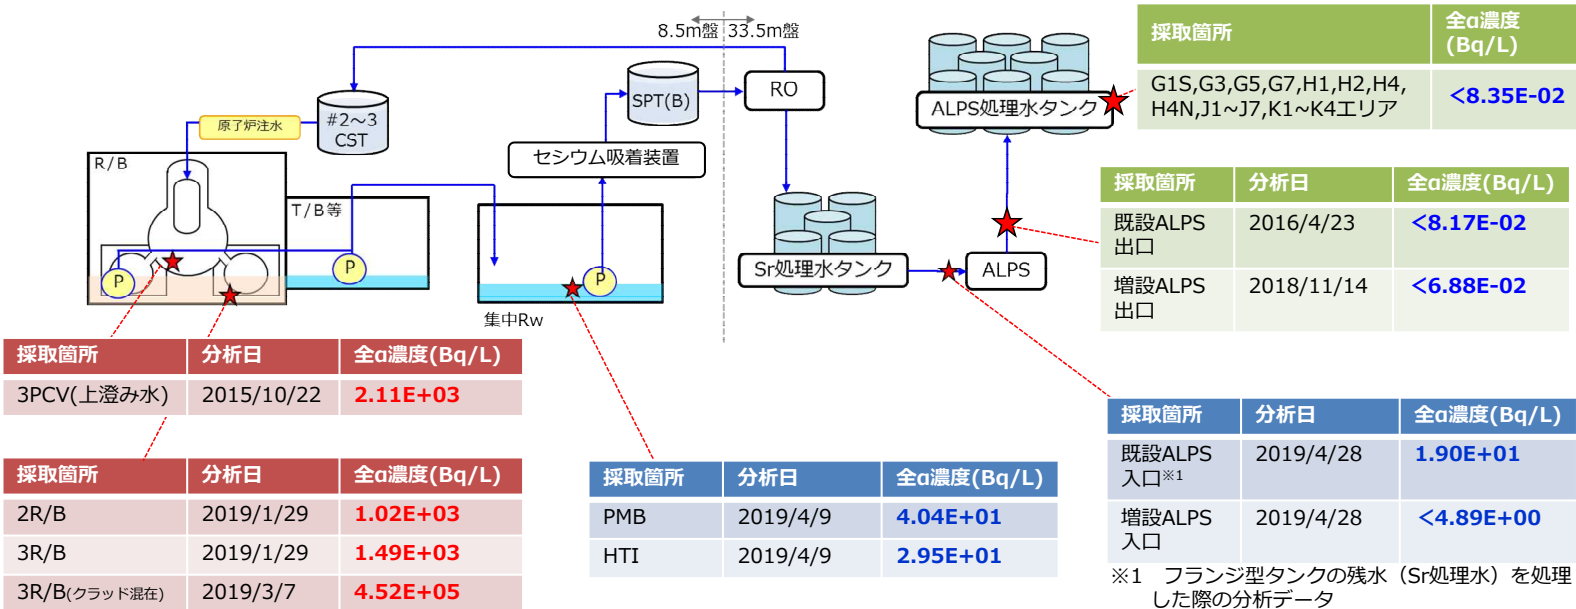 8.5m盤 33.5m盤
採取箇所 全α濃度
(Bq/L)
G1S,G3,G5,G7,H1,H2,H4,
H4N,J1~J7,K1~K4エリア
<8.35E-02
RO
SPT(B)
ALPS処理水タンク
#2～3
CST
原子炉注水
セシウム吸着装置
R/B
T/B等
P
P
P
集中Rw
Sr処理水タンク
ALPS
採取箇所 分析日 全α濃度(Bq/L)
既設ALPS
出口
2016/4/23 <8.17E-02
増設ALPS
出口
2018/11/14 <6.88E-02
採取箇所 分析日 全α濃度(Bq/L)
3PCV(上澄み水) 2015/10/22 2.11E+03
採取箇所 分析日 全α濃度(Bq/L)
2R/B 2019/1/29 1.02E+03
3R/B 2019/1/29 1.49E+03
3R/B(クラッド混在) 2019/3/7 4.52E+05
採取箇所 分析日 全α濃度(Bq/L)
PMB 2019/4/9 4.04E+01
HTI 2019/4/9 2.95E+01
採取箇所 分析日 全α濃度(Bq/L)
既設ALPS
入口※1
2019/4/28 1.90E+01
増設ALPS
入口
2019/4/28 <4.89E+00
※1 フランジ型タンクの残水（Sr処理水）を処理
した際の分析データ